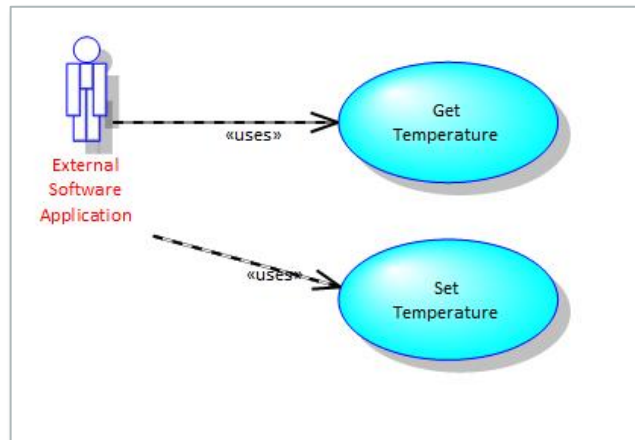 Get
Temperature
«uses»
External
Software
Application
«uses»
Set
Temperature